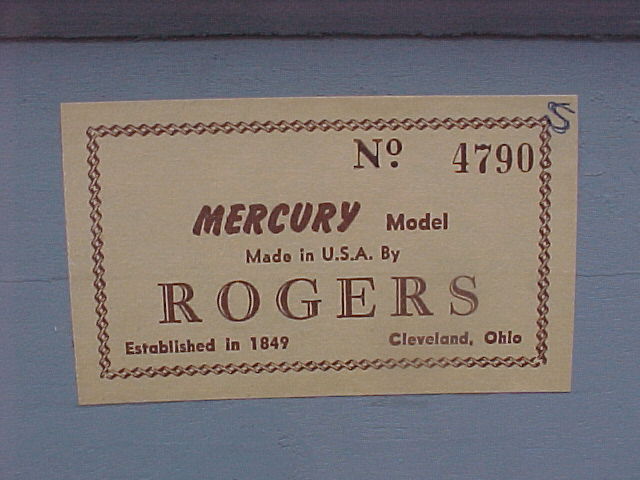 S
Nº 4790
MERCURY Model
Made in U.S.A. By
ROGERS
Established in 1849 Cleveland, Ohio